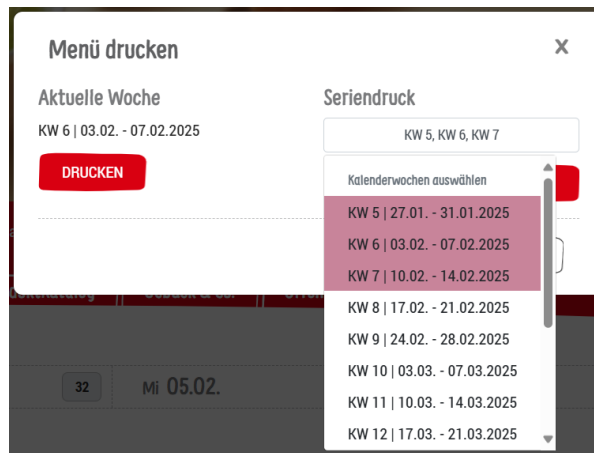 Menü drucken
X
Aktuelle Woche
KW 6 | 03.02. - 07.02.2025
DRUCKEN
Seriendruck
KW 5, KW 6, KW 7
Kalenderwochen auswählen
KW 5 | 27.01. - 31.01.2025
KW 6 | 03.02. - 07.02.2025
KW 7 | 10.02. - 14.02.2025
KW 8 | 17.02. - 21.02.2025
KW 9 | 24.02. - 28.02.2025
KW 10 | 03.03. - 07.03.2025
KW 11 | 10.03. - 14.03.2025
KW 12 | 17.03. - 21.03.2025
32
Mi 05.02.